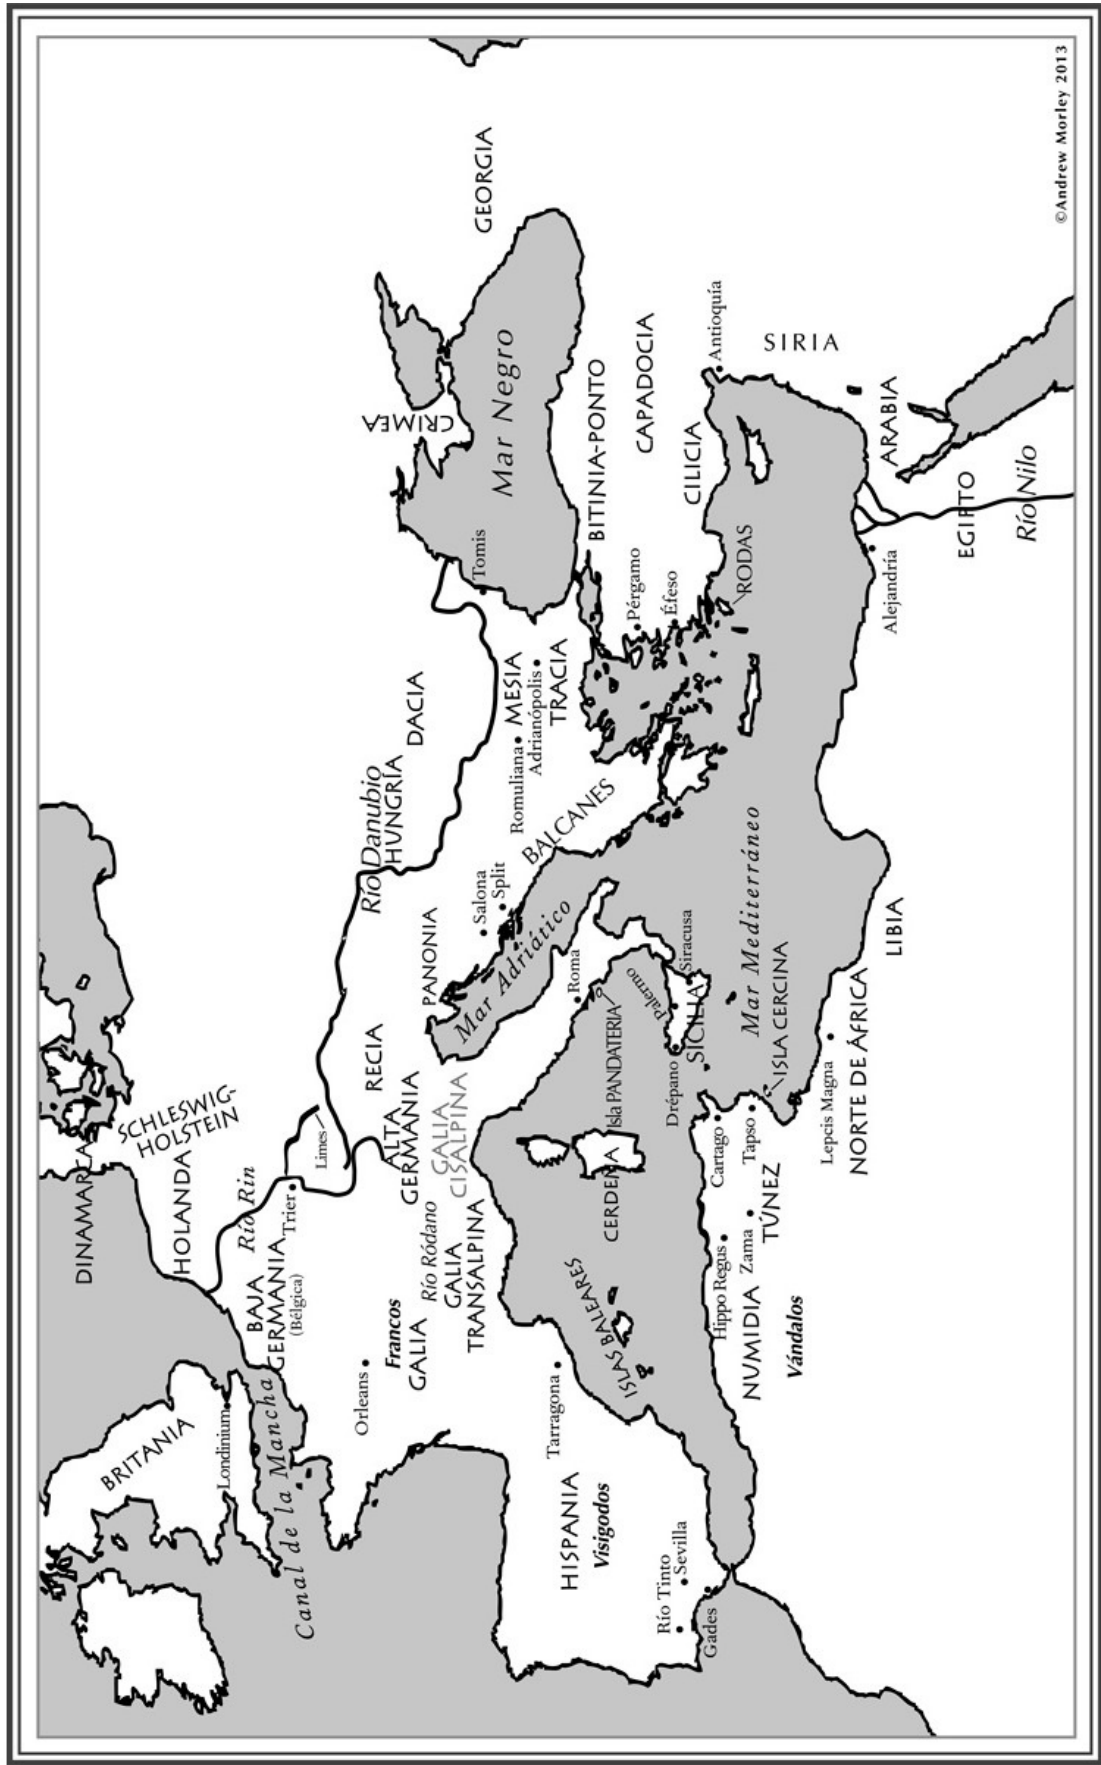 DINAMARCA
SCHLESWIG-
HOLSTEIN
HOLANDA
BRITANIA
Londinium
Canal de la Mancha
Río Rin
BAJA
GERMANIA
(Bélgica)
Trier
Limes
Orleans
Francos
GALIA
Río Ródano
GALIA
TRANSALPINA
ALTA
GERMANIA
GALIA
CISALPINA
RECIA
PANONIA
Río Danubio
HUNGRÍA
DACIA
CRIMEA
GEORGIA
Mar Negro
Tomis
Salona
Split
Romuliana
MESIA
Adrianópolis
TRACIA
BALCANES
Mar Adriático
Roma
BITINIA-PONTO
CAPADOCIA
CILICIA
Pérgamo
Éfeso
RODAS
Antioquía
SIRIA
ARABIA
EGIPTO
Río Nilo
Alejandría
HISPANIA
Visigodos
Tarragona
Río Tinto
Sevilla
Gades
ISLAS BALEARES
CERDEÑA
Isla PANDATERIA
Palermo
Siracusa
SICILIA
Drépano
Mar Mediterráneo
ISLA CERCINA
Cartago
Tapso
Hippo Regus
Zama
NUMIDIA
TÚNEZ
Vándalos
Lepcis Magna
NORTE DE ÁFRICA
LIBIA
©Andrew Morley 2013